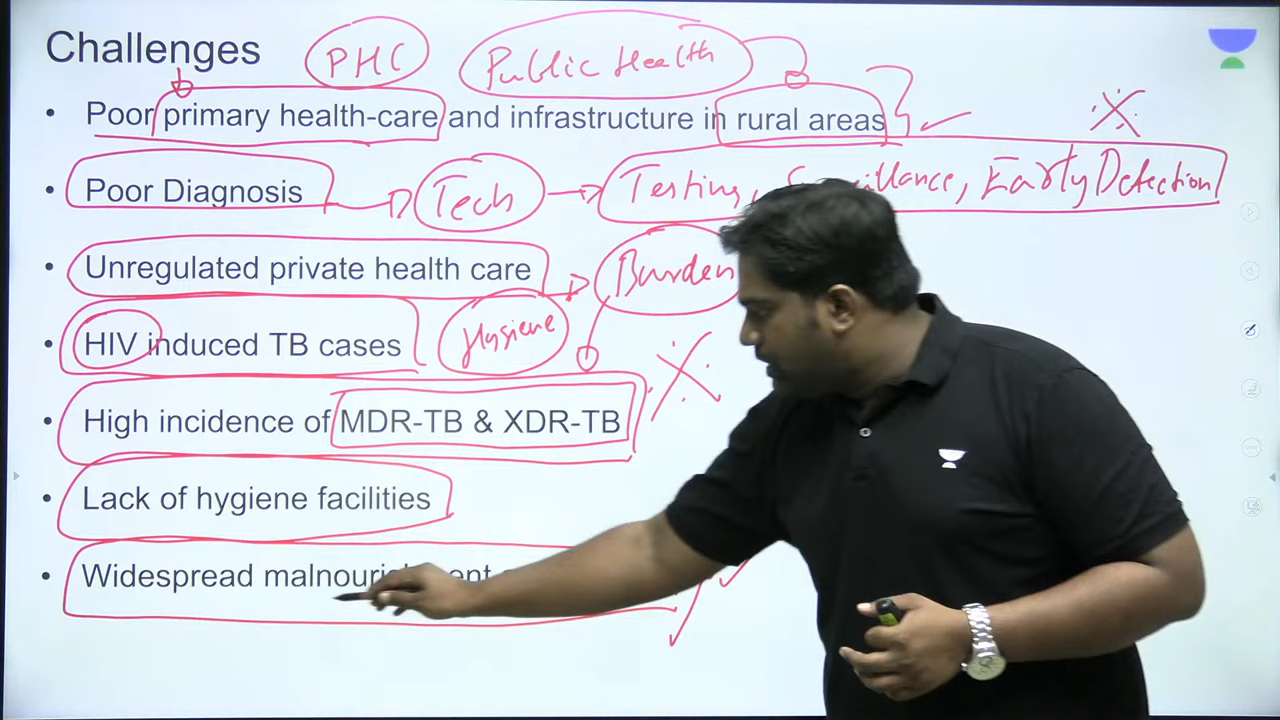 Challenges
PHC
Public Health
• Poor primary health-care and infrastructure in rural areas
• Poor Diagnosis
Tech
Testing, Surveillance, Early Detection
• Unregulated private health care
Burden
• HIV induced TB cases
Hygiene
• High incidence of MDR-TB & XDR-TB
• Lack of hygiene facilities
• Widespread